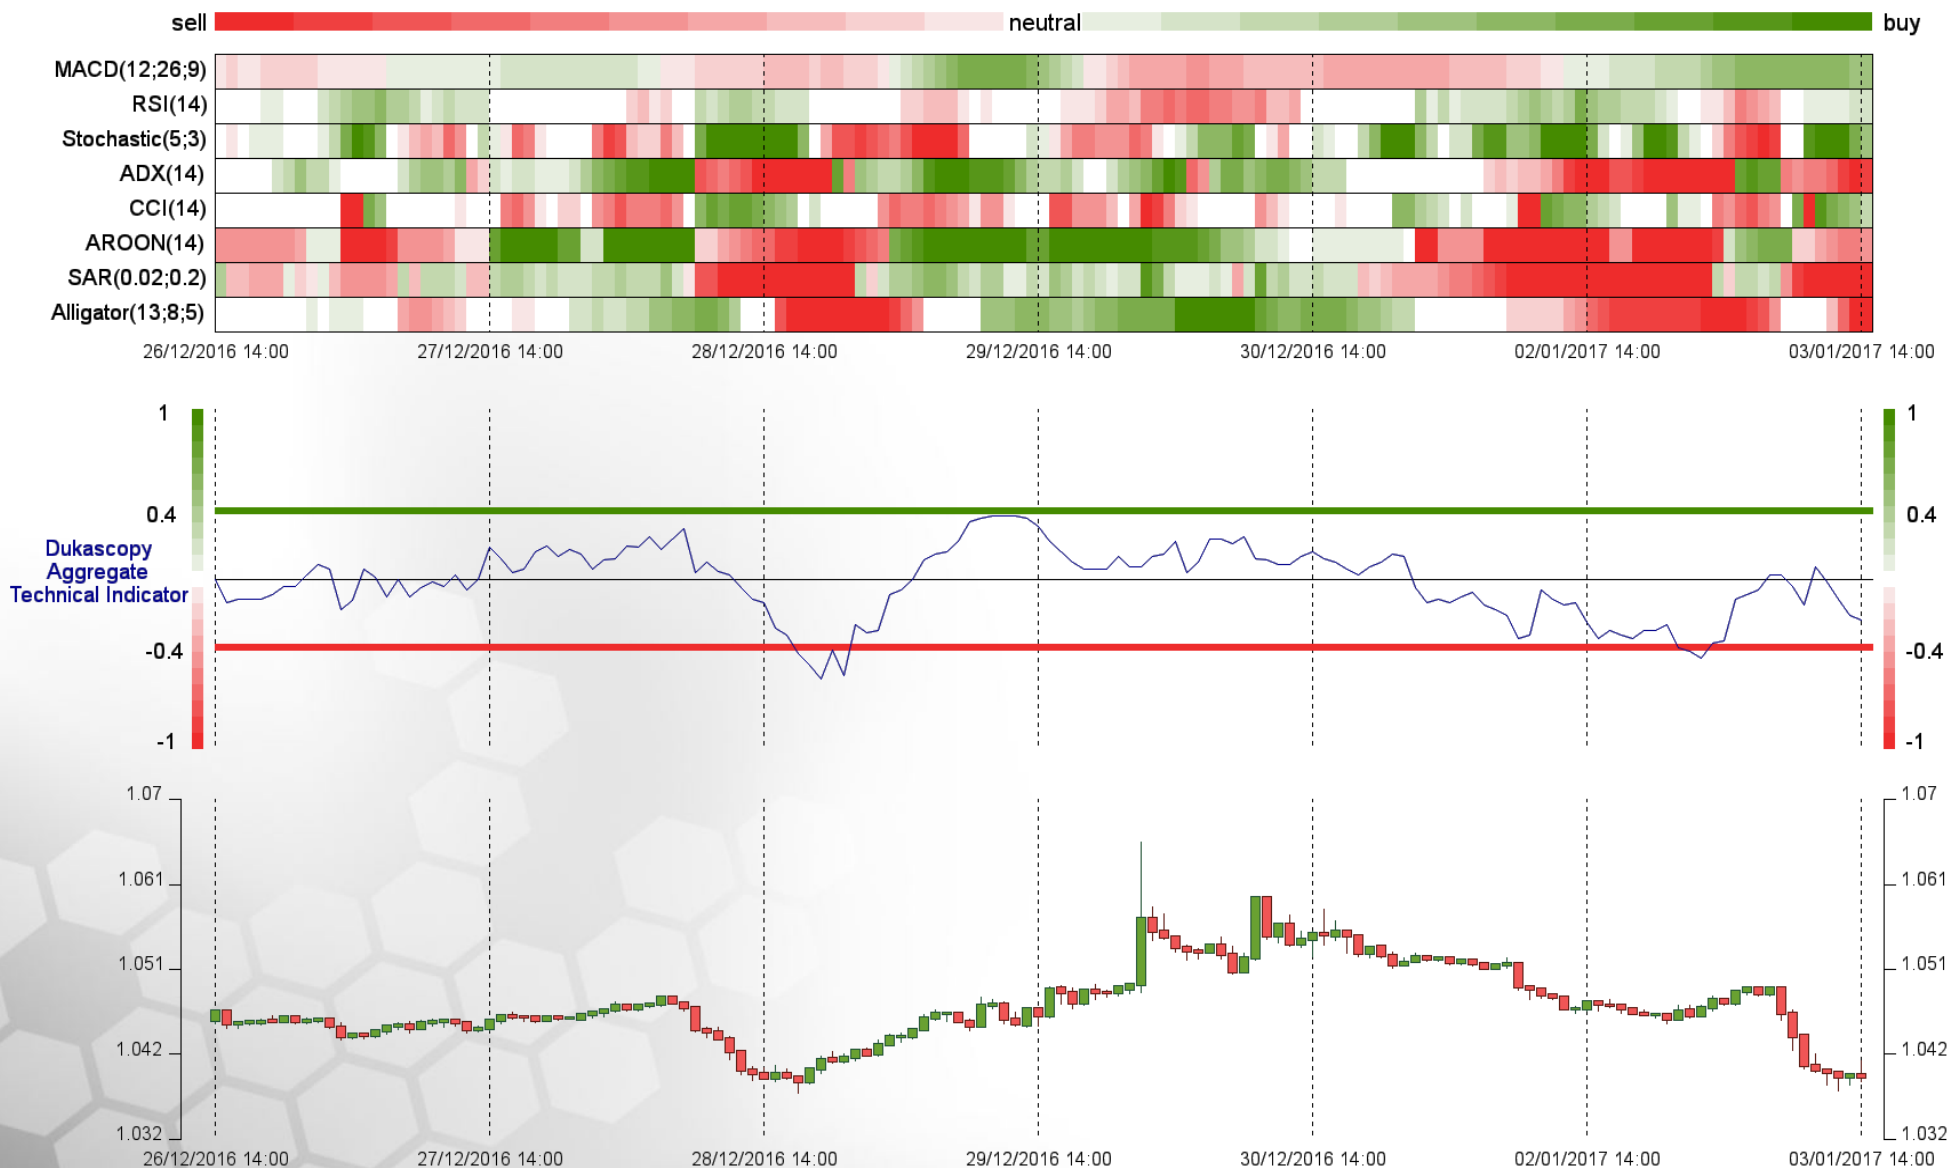 sell neutral buy
MACD(12;26;9)
RSI(14)
Stochastic(5;3)
ADX(14)
CCI(14)
AROON(14)
SAR(0.02;0.2)
Alligator(13;8;5)
26/12/2016 14:00 27/12/2016 14:00 28/12/2016 14:00 29/12/2016 14:00 30/12/2016 14:00 02/01/2017 14:00 03/01/2017 14:00
1 1
0.4 0.4
Dukascopy
Aggregate
Technical Indicator
-0.4 -0.4
-1 -1
1.07 1.07
1.061 1.061
1.051 1.051
1.042 1.042
1.032 1.032
26/12/2016 14:00 27/12/2016 14:00 28/12/2016 14:00 29/12/2016 14:00 30/12/2016 14:00 02/01/2017 14:00 03/01/2017 14:00